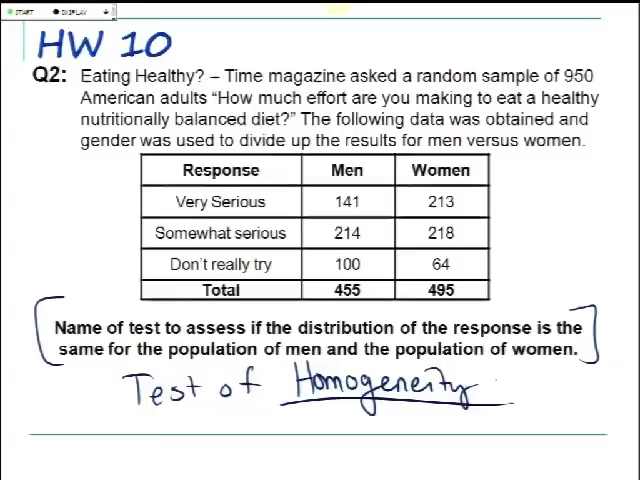 START DISPLAY
HW 10
Q2: Eating Healthy? – Time magazine asked a random sample of 950
American adults “How much effort are you making to eat a healthy
nutritionally balanced diet?” The following data was obtained and
gender was used to divide up the results for men versus women.
Response Men Women
Very Serious 141 213
Somewhat serious 214 218
Don’t really try 100 64
Total 455 495
Name of test to assess if the distribution of the response is the
same for the population of men and the population of women.
Test of Homogeneity